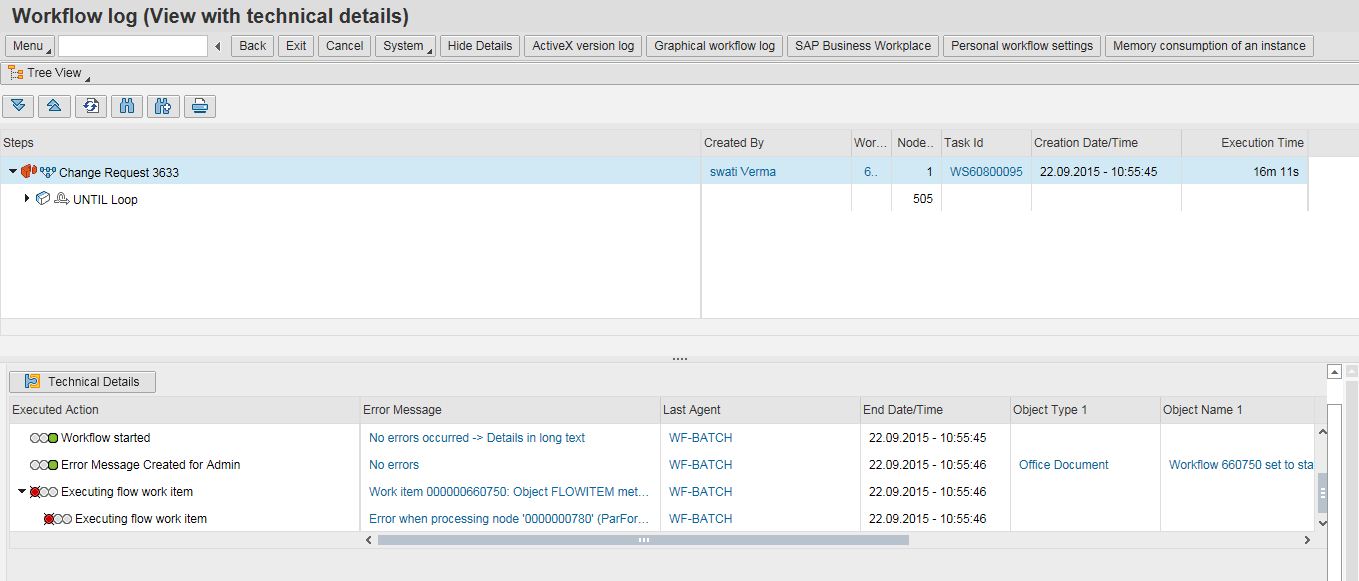 Workflow log (View with technical details)
Menu Back Exit Cancel System Hide Details ActiveX version log Graphical workflow log SAP Business Workplace Personal workflow settings Memory consumption of an instance
Tree View
Steps Created By Wor... Node.. Task Id Creation Date/Time Execution Time
Change Request 3633 swati Verma 6.. 1 WS60800095 22.09.2015 - 10:55:45 16m 11s
UNTIL Loop 505
Technical Details
Executed Action Error Message Last Agent End Date/Time Object Type 1 Object Name 1
Workflow started No errors occurred -> Details in long text WF-BATCH 22.09.2015 - 10:55:45
Error Message Created for Admin No errors WF-BATCH 22.09.2015 - 10:55:46 Office Document Workflow 660750 set to sta
Executing flow work item Work item 000000660750: Object FLOWITEM met... WF-BATCH 22.09.2015 - 10:55:46
Executing flow work item Error when processing node '0000000780' (ParFor... WF-BATCH 22.09.2015 - 10:55:46